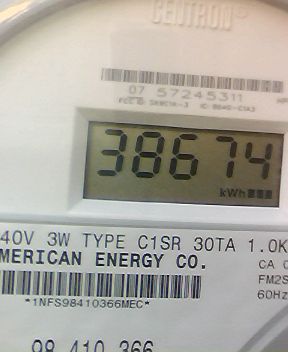 CENTRON®
07 57245311
38674
kWh
40V 3W TYPE C1SR 30TA 1.0K
MERICAN ENERGY CO.
CA
FM2S
60Hz
*1NFS98410366MEC*
98 410 366